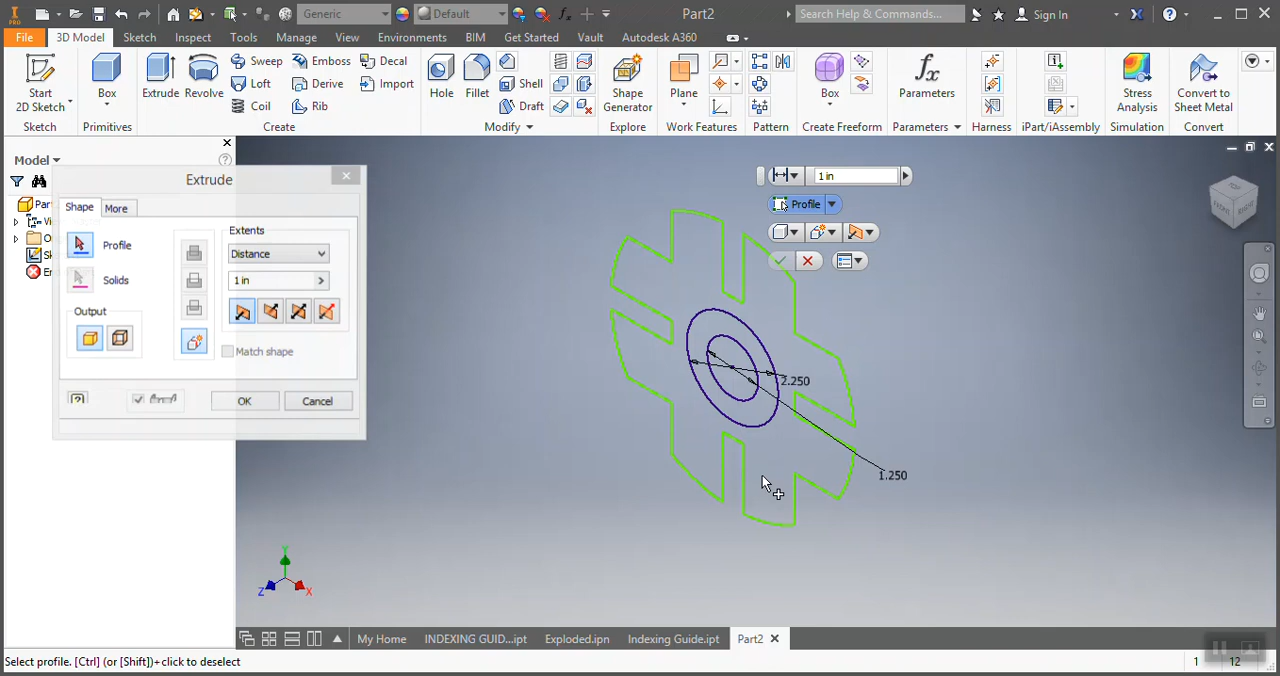 PRO
Generic
Default
fx
Part2
Search Help & Commands...
Sign In
File
3D Model
Sketch
Inspect
Tools
Manage
View
Environments
BIM
Get Started
Vault
Autodesk A360
Start
2D Sketch
Sketch
Box
Primitives
Extrude
Revolve
Sweep
Loft
Coil
Emboss
Derive
Rib
Decal
Import
Create
Hole
Fillet
Shell
Draft
Modify
Shape
Generator
Explore
Plane
Work Features
Pattern
Box
Create Freeform
fx
Parameters
Parameters
Harness
iPart/iAssembly
Stress
Analysis
Simulation
Convert to
Sheet Metal
Convert
Model
Extrude
Shape
More
Profile
Solids
Output
Extents
Distance
1 in
Match shape
OK
Cancel
1 in
Profile
FRONT
RIGHT
2.250
1.250
Y
Z
X
My Home
INDEXING GUID...ipt
Exploded.ipn
Indexing Guide.ipt
Part2
Select profile. [Ctrl] (or [Shift])+click to deselect
1
12